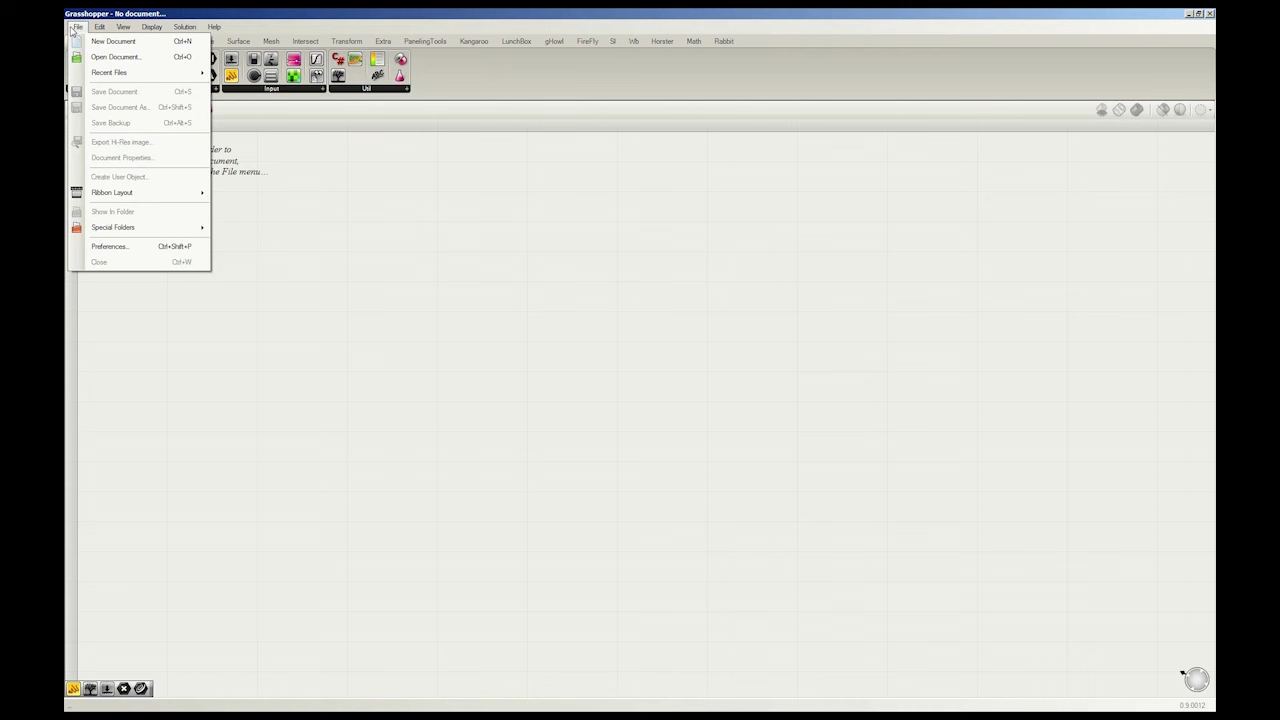 Grasshopper - No document...
File Edit View Display Solution Help
Surface Mesh Intersect Transform Extra PanelingTools Kangaroo LunchBox gHowl FireFly SI Wb Horster Math Rabbit
New Document Ctrl+N
Open Document... Ctrl+O
Recent Files
Save Document Ctrl+S
Save Document As... Ctrl+Shift+S
Save Backup Ctrl+Alt+S
Export Hi-Res image...
Document Properties...
Create User Object...
Ribbon Layout
Show In Folder
Special Folders
Preferences... Ctrl+Shift+P
Close Ctrl+W
Input Util
C#
der to
cument,
he File menu...
0.9.0012